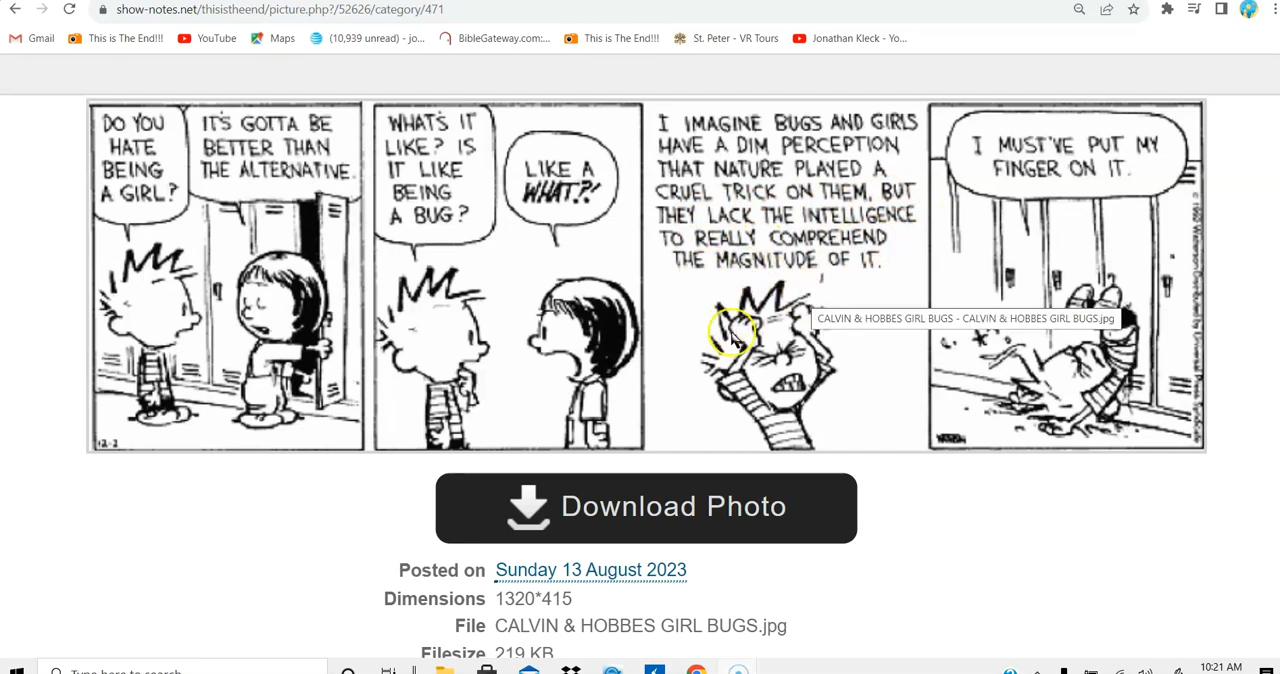 show-notes.net/thisistheend/picture.php?/52626/category/471
Gmail
This is The End!!!
YouTube
Maps
(10,939 unread) - jo...
BibleGateway.com:...
This is The End!!!
St. Peter - VR Tours
Jonathan Kleck - Yo...
DO YOU
HATE
BEING
A GIRL?
IT'S GOTTA BE
BETTER THAN
THE ALTERNATIVE.
12-2
WHAT'S IT
LIKE? IS
IT LIKE
BEING
A BUG?
LIKE A
WHAT?!
I IMAGINE BUGS AND GIRLS
HAVE A DIM PERCEPTION
THAT NATURE PLAYED A
CRUEL TRICK ON THEM, BUT
THEY LACK THE INTELLIGENCE
TO REALLY COMPREHEND
THE MAGNITUDE OF IT.
I MUST'VE PUT MY
FINGER ON IT.
CALVIN & HOBBES GIRL BUGS - CALVIN & HOBBES GIRL BUGS.jpg
Download Photo
Posted on Sunday 13 August 2023
Dimensions 1320*415
File CALVIN & HOBBES GIRL BUGS.jpg
Filesize 219 KB
Type here to search
10:21 AM